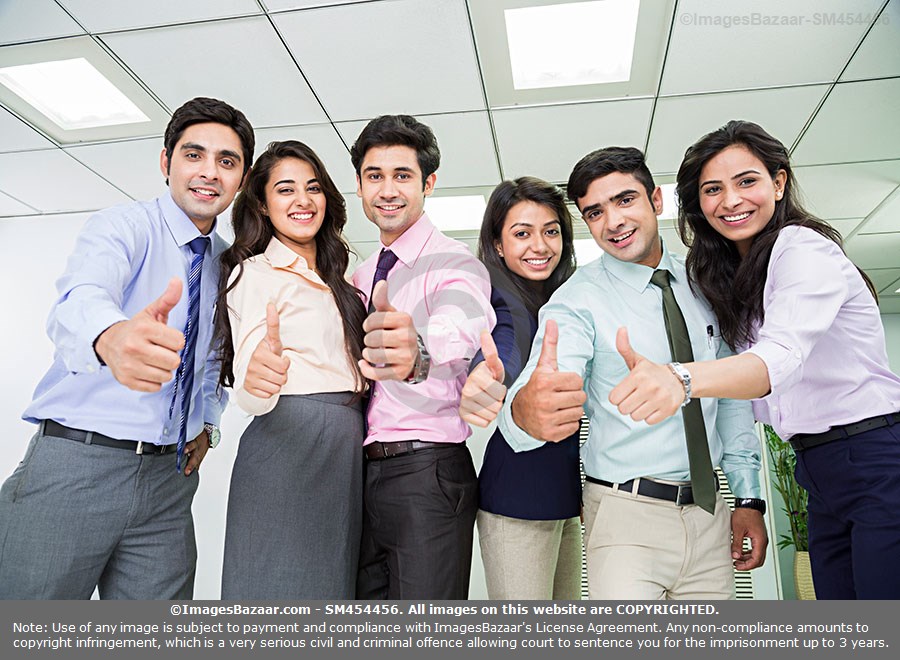 ©ImagesBazaar-SM454456
©ImagesBazaar.com - SM454456. All images on this website are COPYRIGHTED.
Note: Use of any image is subject to payment and compliance with ImagesBazaar's License Agreement. Any non-compliance amounts to
copyright infringement, which is a very serious civil and criminal offence allowing court to sentence you for the imprisonment up to 3 years.